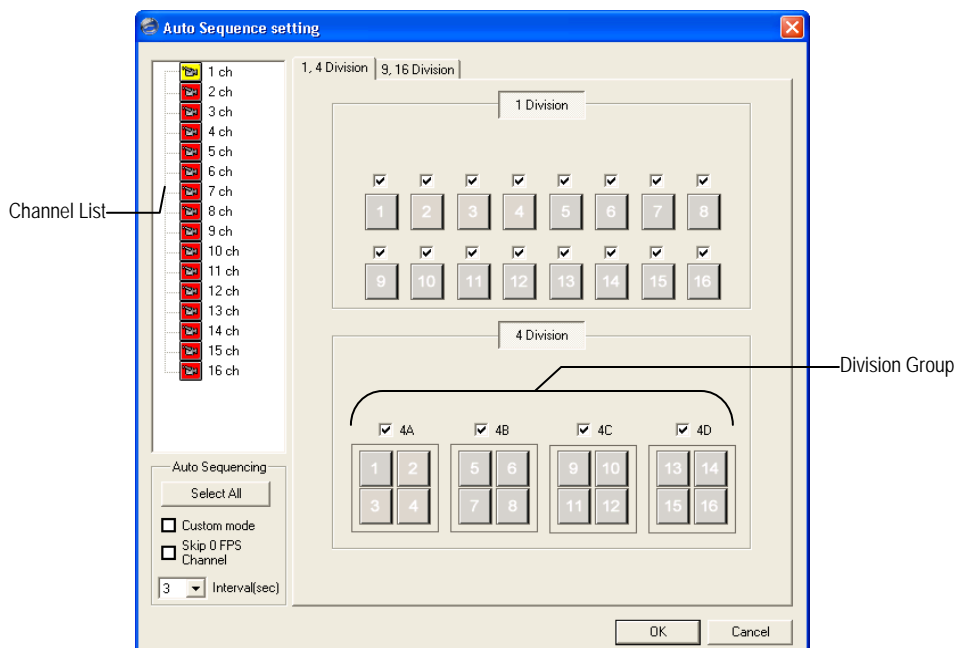 Auto Sequence setting
1 ch
2 ch
3 ch
4 ch
5 ch
6 ch
7 ch
8 ch
9 ch
10 ch
11 ch
12 ch
13 ch
14 ch
15 ch
16 ch
Channel List
Auto Sequencing
Select All
Custom mode
Skip 0 FPS
Channel
3 Interval(sec)
1, 4 Division 9, 16 Division
1 Division
1 2 3 4 5 6 7 8
9 10 11 12 13 14 15 16
4 Division
Division Group
4A 4B 4C 4D
1 2 5 6 9 10 13 14
3 4 7 8 11 12 15 16
OK Cancel